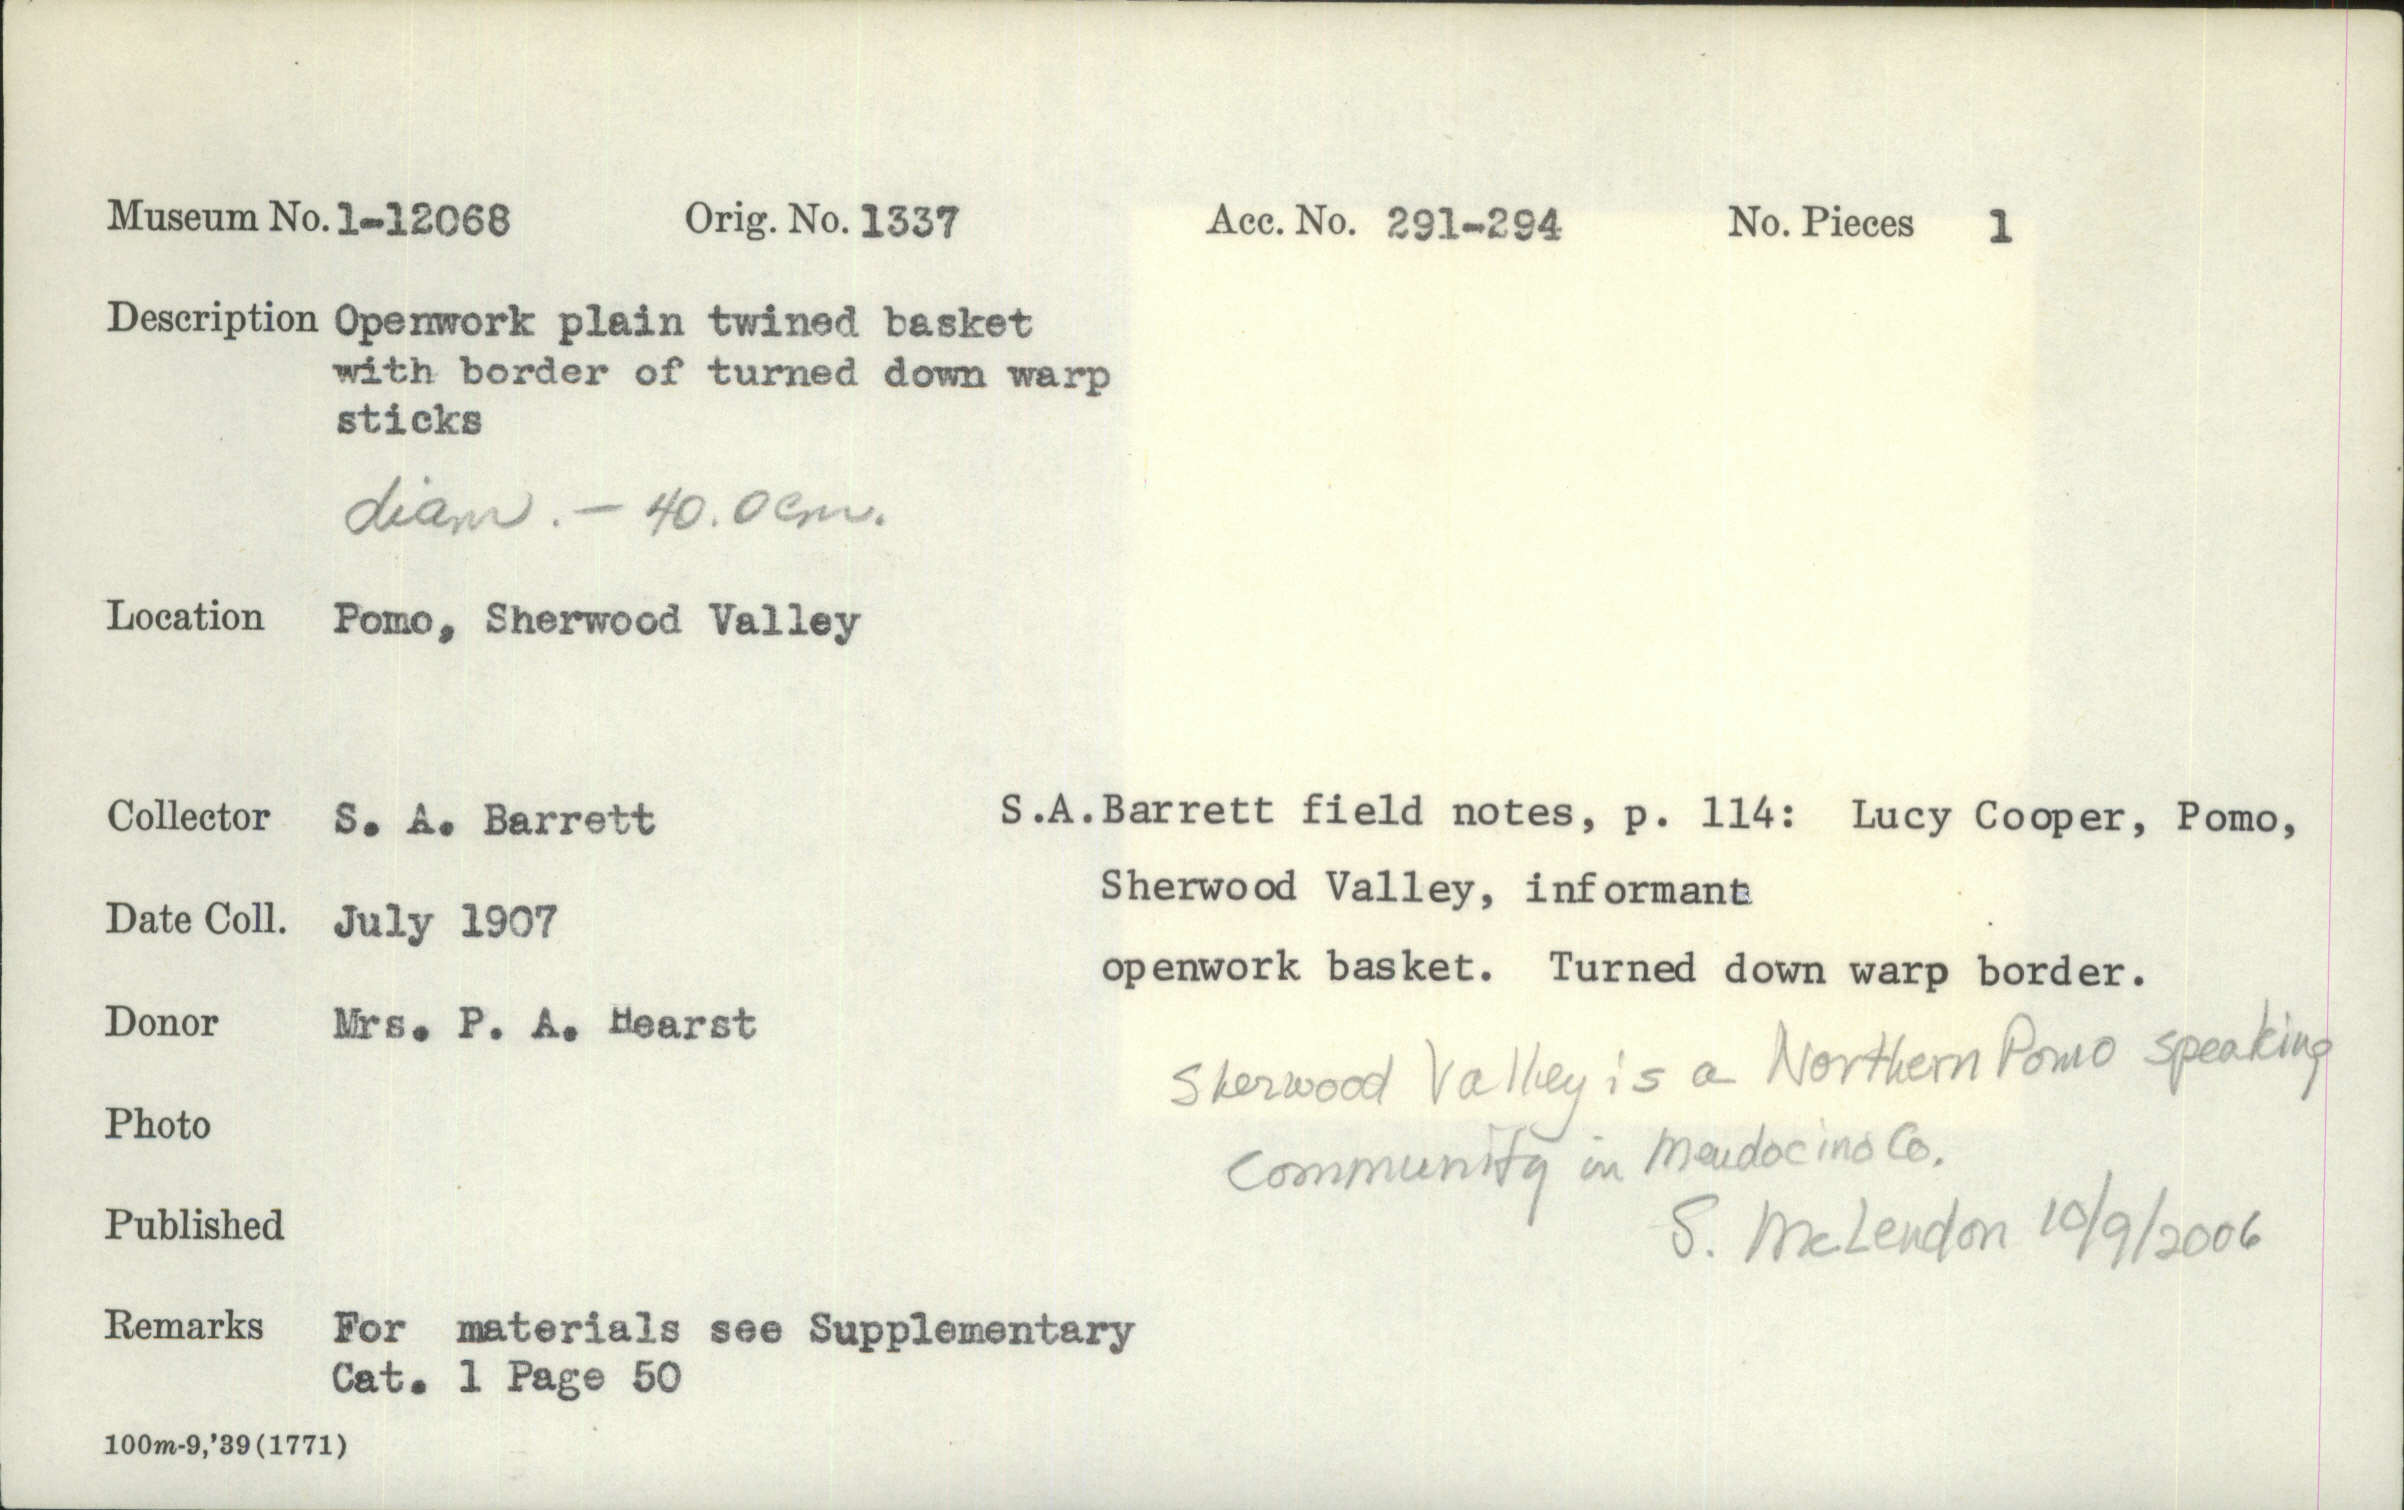 Museum No. 1-12068 Orig. No. 1337 Acc. No. 291-294 No. Pieces 1
Description Openwork plain twined basket
with border of turned down warp
sticks
diam. — 40.0 cm.
Location Pomo, Sherwood Valley
Collector S. A. Barrett
Date Coll. July 1907
Donor Mrs. P. A. Hearst
Photo
Published
Remarks For materials see Supplementary
Cat. 1 Page 50
100m-9,'39(1771)
S.A.Barrett field notes, p. 114: Lucy Cooper, Pomo,
Sherwood Valley, informant
openwork basket. Turned down warp border.
Sherwood Valley is a Northern Pomo speaking
Community in Mendocino Co.
S. McLendon 10/9/2006